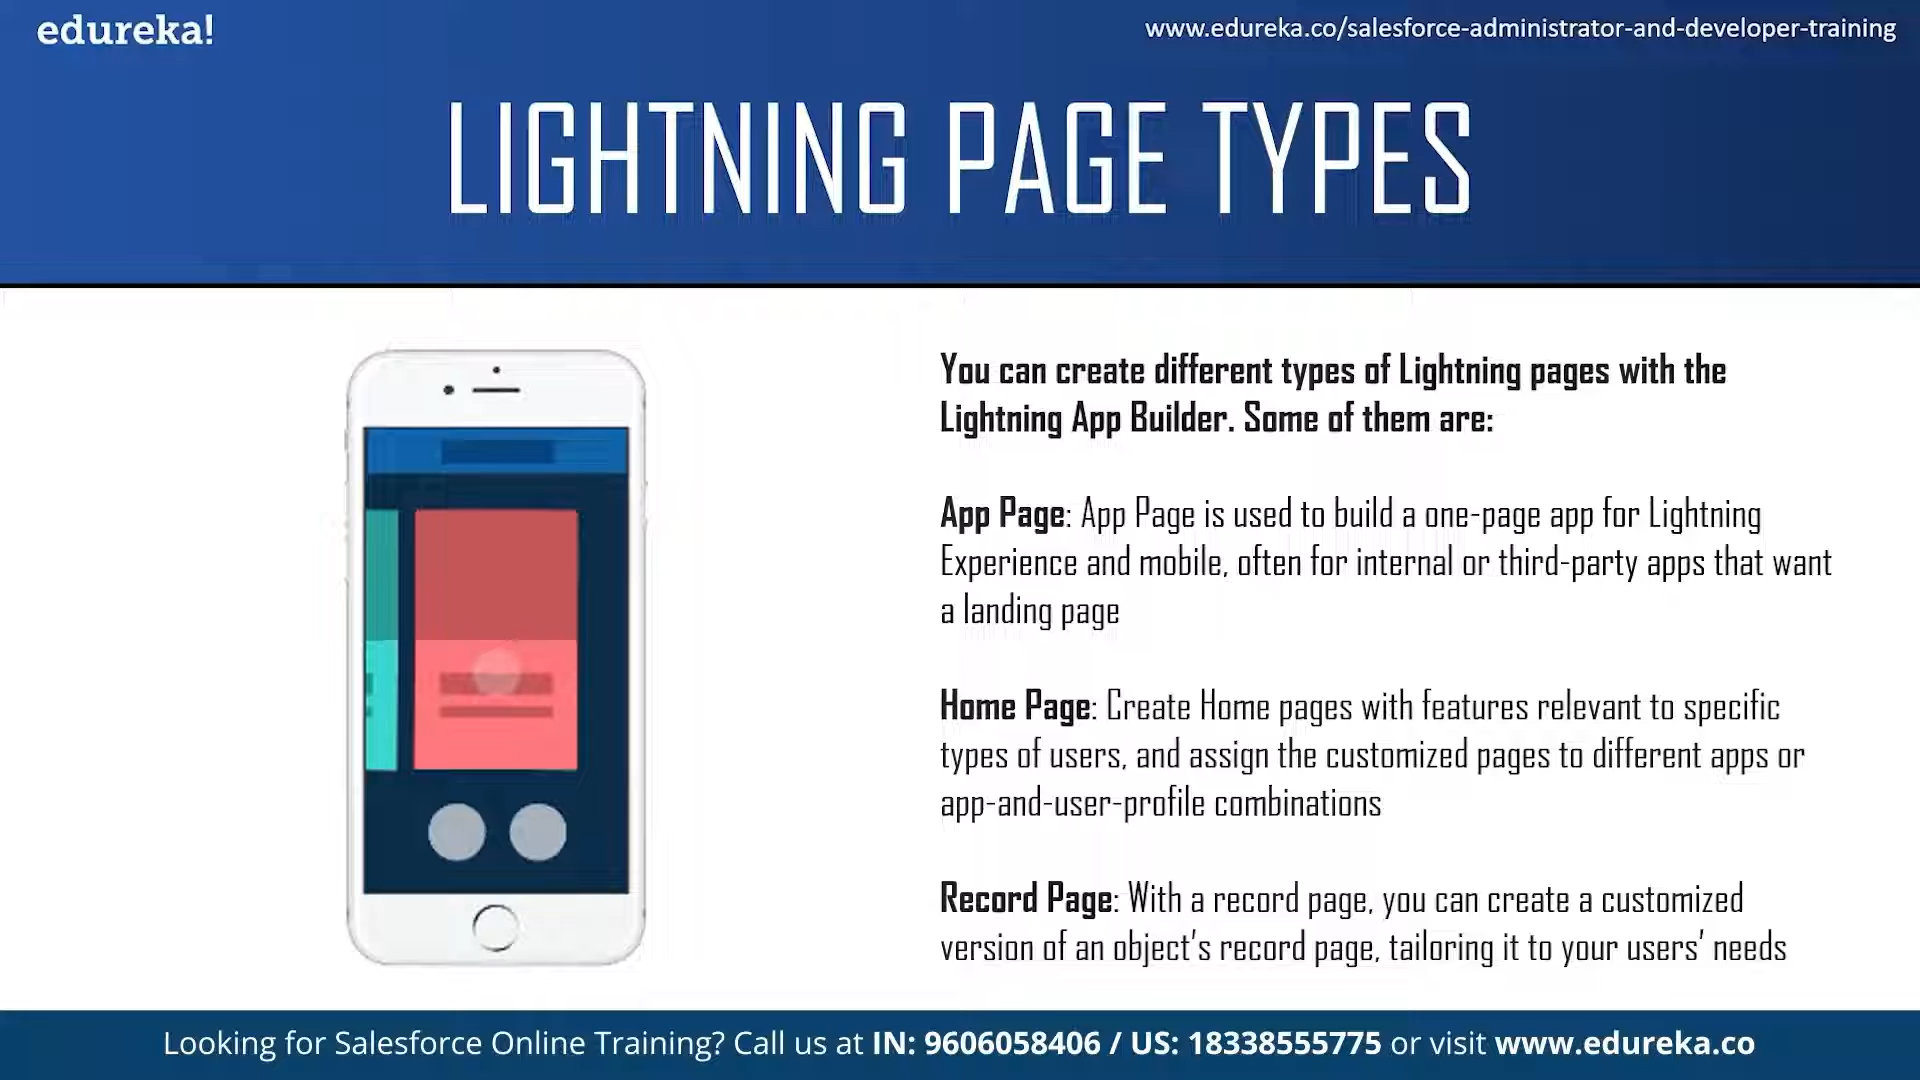 edureka!
www.edureka.co/salesforce-administrator-and-developer-training
LIGHTNING PAGE TYPES
You can create different types of Lightning pages with the
Lightning App Builder. Some of them are:
App Page: App Page is used to build a one-page app for Lightning
Experience and mobile, often for internal or third-party apps that want
a landing page
Home Page: Create Home pages with features relevant to specific
types of users, and assign the customized pages to different apps or
app-and-user-profile combinations
Record Page: With a record page, you can create a customized
version of an object’s record page, tailoring it to your users’ needs
Looking for Salesforce Online Training? Call us at IN: 9606058406 / US: 18338555775 or visit www.edureka.co